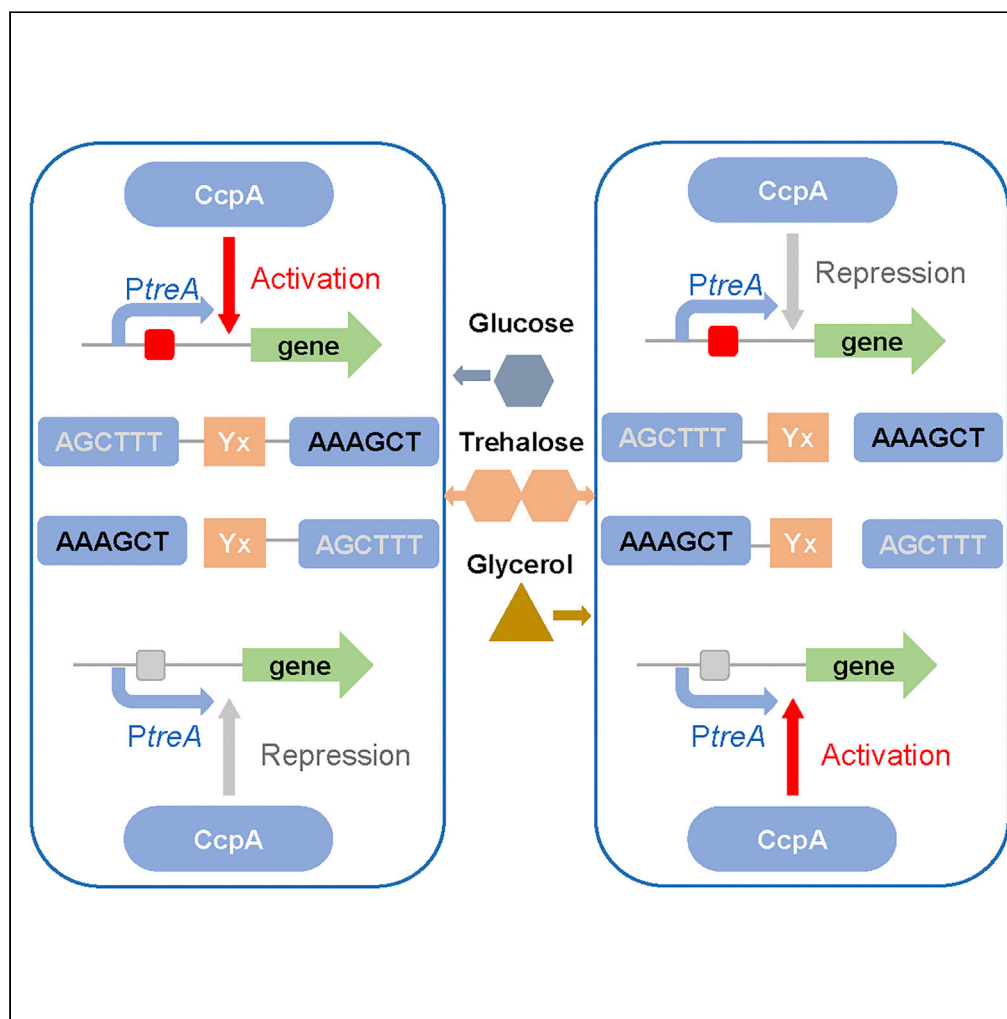 CcpA
Activation
PtreA
gene
AGCTTT Yx AAAGCT
AAAGCT Yx AGCTTT
gene
PtreA
Repression
CcpA
Glucose
Trehalose
Glycerol
CcpA
Repression
PtreA
gene
AGCTTT Yx AAAGCT
AAAGCT Yx AGCTTT
gene
PtreA
Activation
CcpA